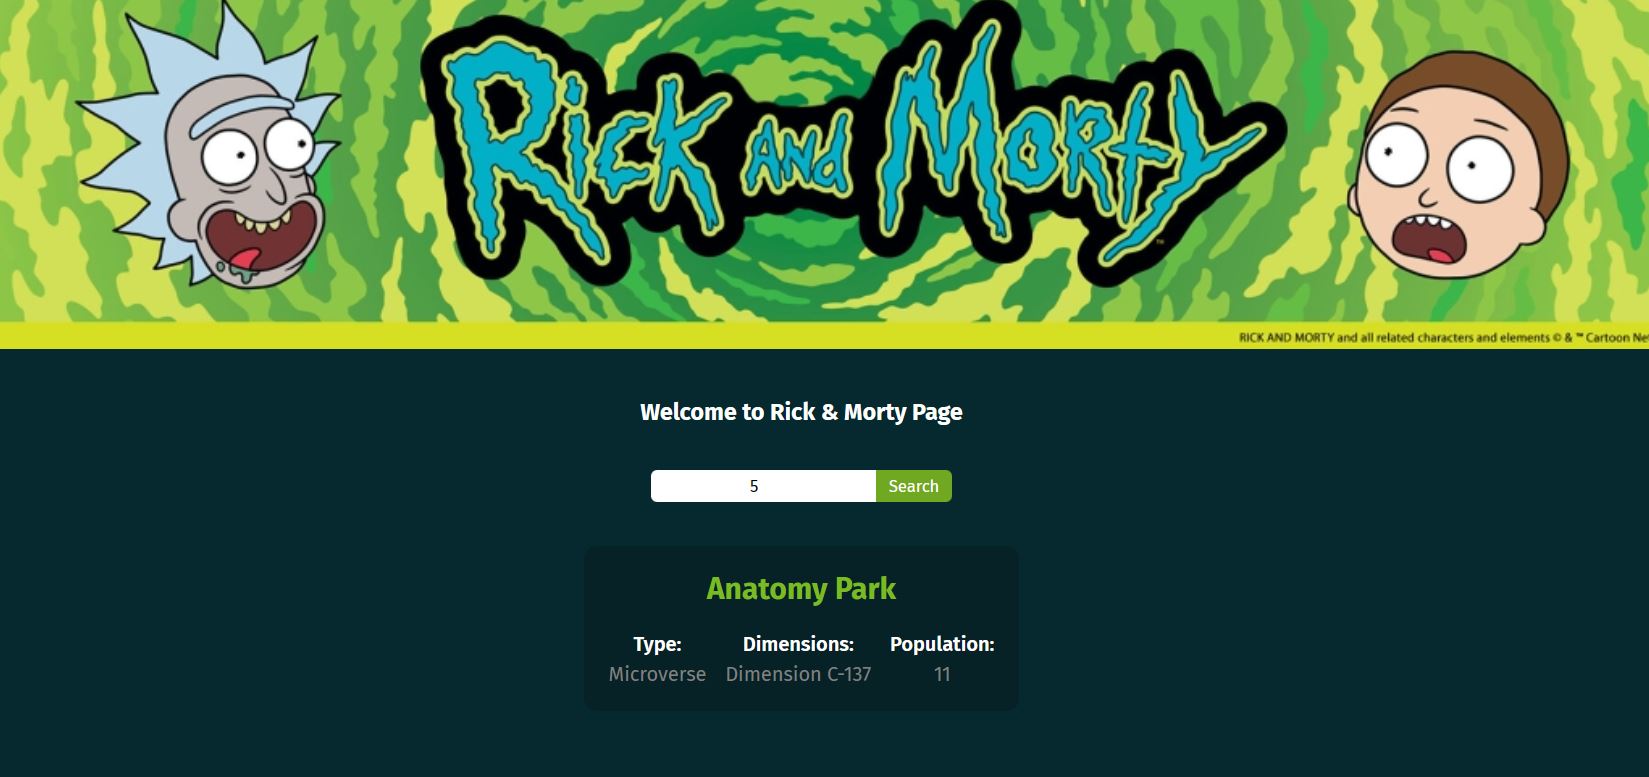 Rick and Morty
™
RICK AND MORTY and all related characters and elements © & ™ Cartoon Ne
Welcome to Rick & Morty Page
5
Search
Anatomy Park
Type: Dimensions: Population:
Microverse Dimension C-137 11